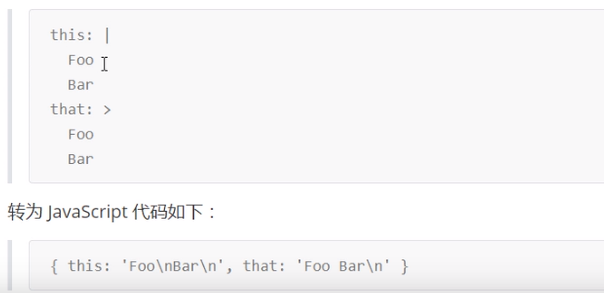 this: |
  Foo
  Bar
that: >
  Foo
  Bar
转为 JavaScript 代码如下：
{ this: 'Foo\nBar\n', that: 'Foo Bar\n' }